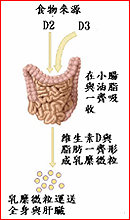 食物來源
D2 D3
在小腸
與油脂
一齊吸
收
維生素D與
脂肪一齊形
成乳麋微粒
乳麋微粒運送
全身與肝臟